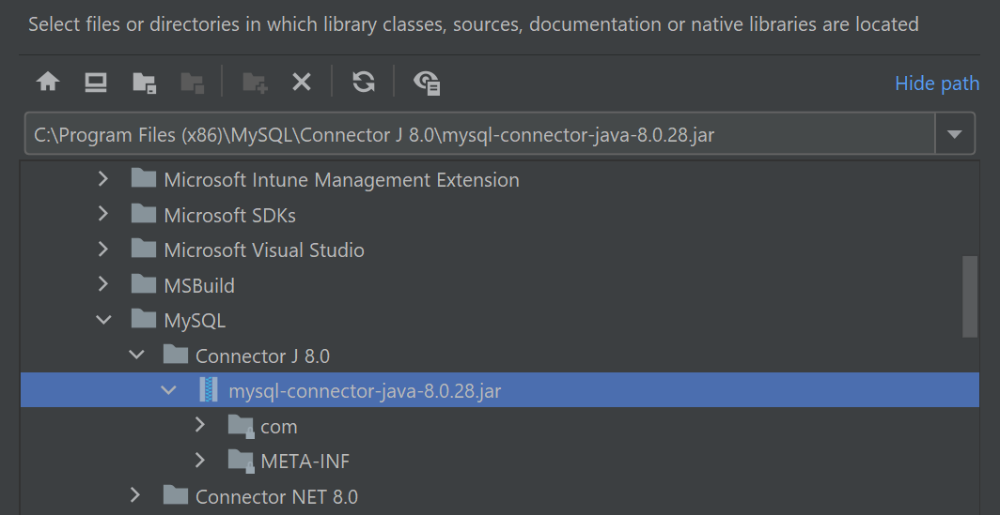 Select files or directories in which library classes, sources, documentation or native libraries are located
Hide path
C:\Program Files (x86)\MySQL\Connector J 8.0\mysql-connector-java-8.0.28.jar
Microsoft Intune Management Extension
Microsoft SDKs
Microsoft Visual Studio
MSBuild
MySQL
Connector J 8.0
mysql-connector-java-8.0.28.jar
com
META-INF
Connector NET 8.0